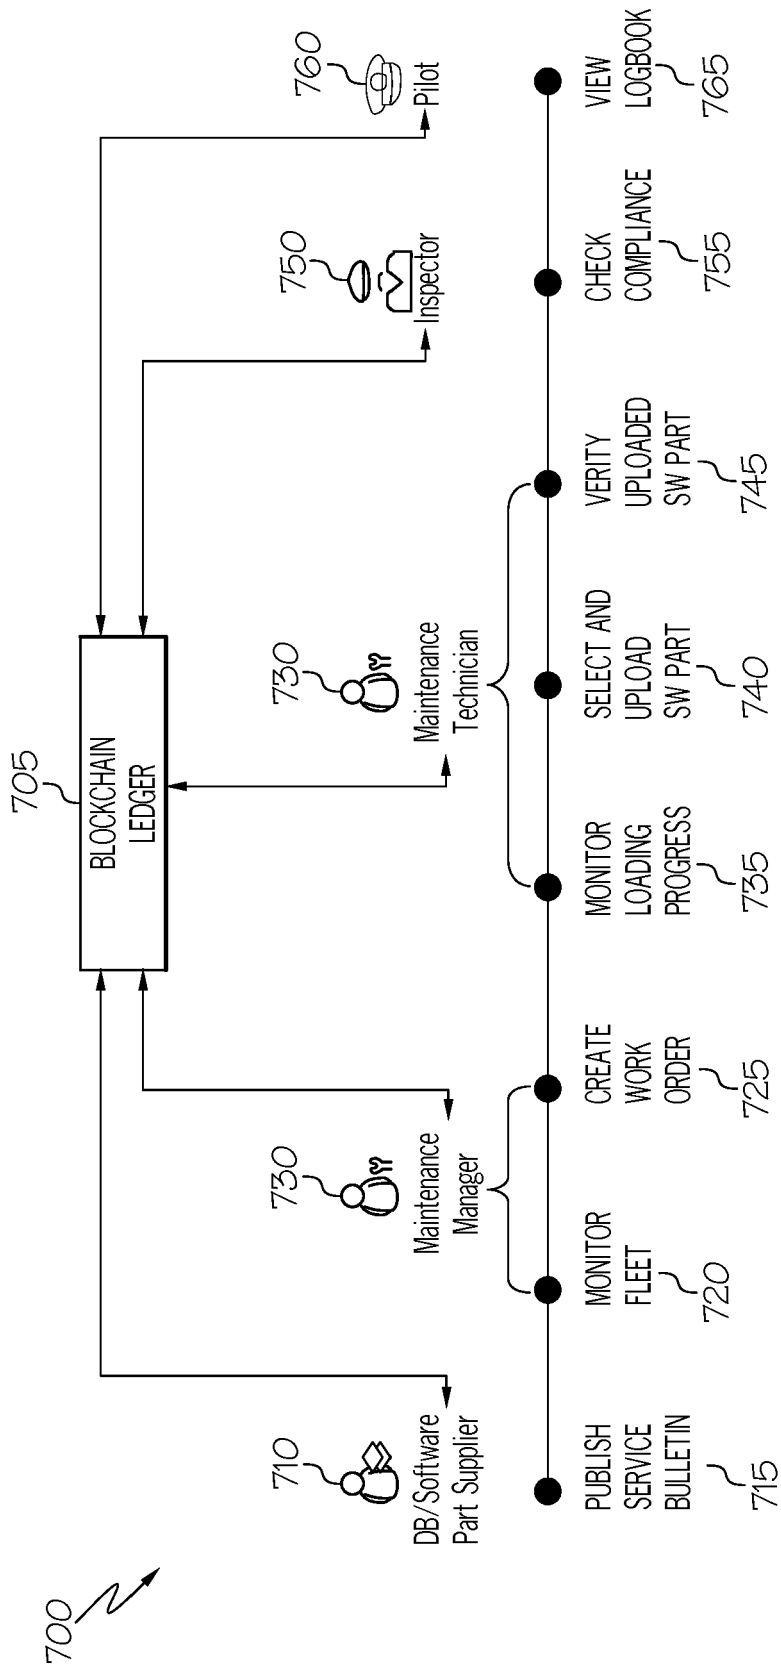 700
705
BLOCKCHAIN
LEDGER
710
DB/Software
Part Supplier
730
Maintenance
Manager
730
Maintenance
Technician
750
Inspector
760
Pilot
PUBLISH
SERVICE
BULLETIN
715
MONITOR
FLEET
720
CREATE
WORK
ORDER
725
MONITOR
LOADING
PROGRESS
735
SELECT AND
UPLOAD
SW PART
740
VERITY
UPLOADED
SW PART
745
CHECK
COMPLIANCE
755
VIEW
LOGBOOK
765